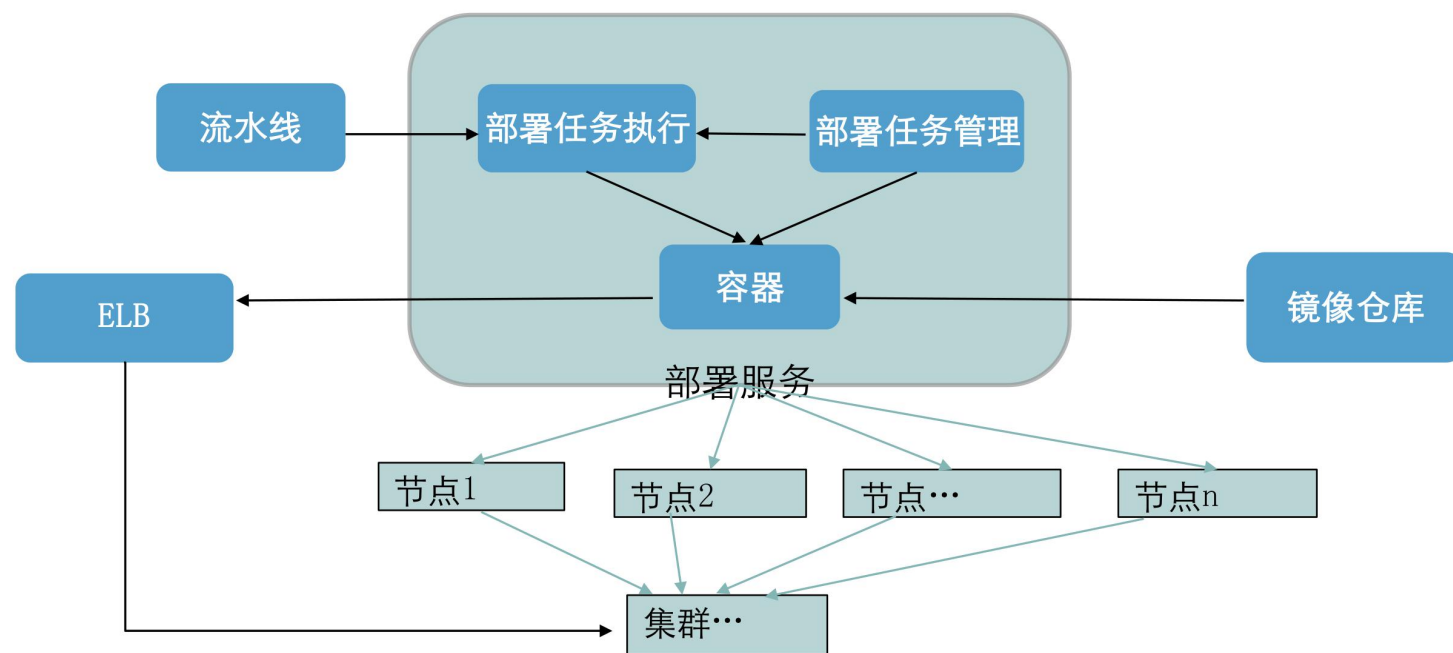 流水线
部署任务执行
部署任务管理
容器
ELB
镜像仓库
部署服务
节点1
节点2
节点…
节点n
集群…